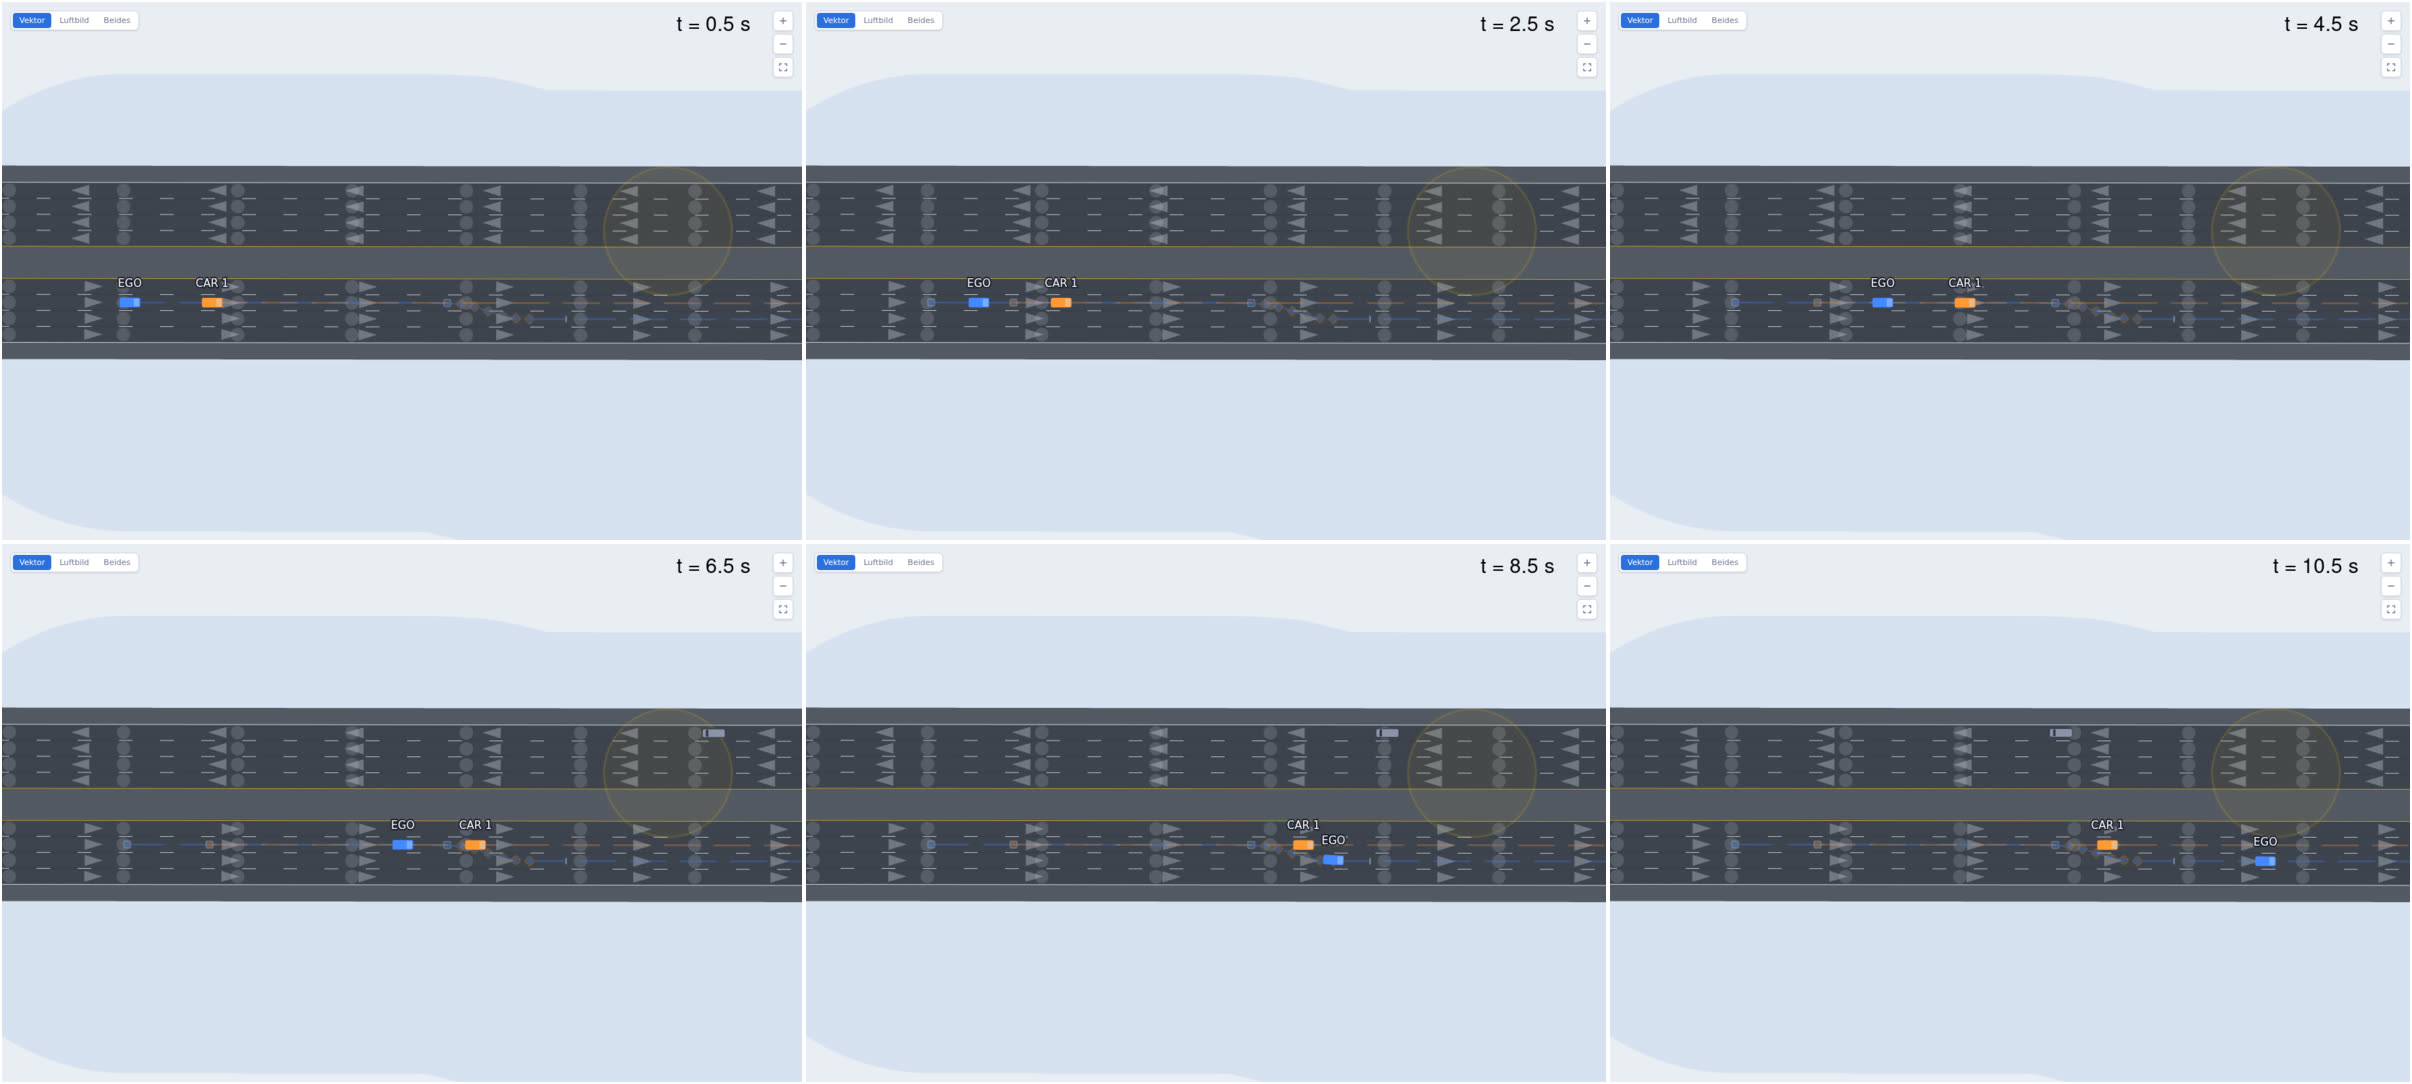 Vektor Luftbild Beides
t = 0.5 s
+
−
EGO CAR 1
Vektor Luftbild Beides
t = 2.5 s
+
−
EGO CAR 1
Vektor Luftbild Beides
t = 4.5 s
+
−
EGO CAR 1
Vektor Luftbild Beides
t = 6.5 s
+
−
EGO CAR 1
Vektor Luftbild Beides
t = 8.5 s
+
−
CAR 1
EGO
Vektor Luftbild Beides
t = 10.5 s
+
−
CAR 1
EGO